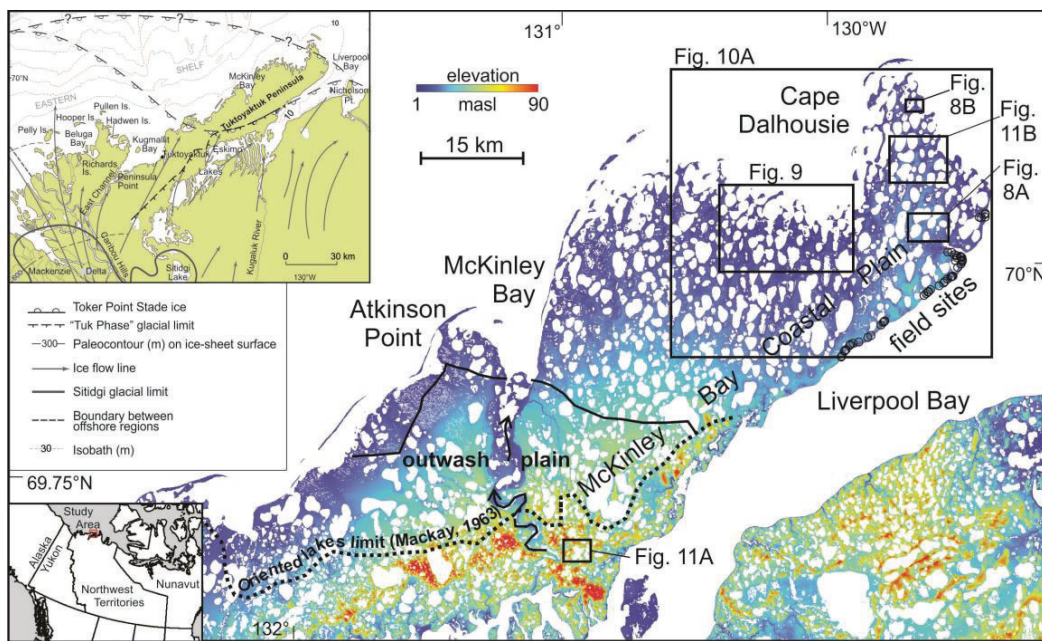 10
Liverpool
Bay
Nicholson
Pt.
?
?
70°N
SHELF
McKinley
Bay
Tuktoyaktuk Peninsula
10
EASTERN
Pullen Is.
Hooper Is.
Hadwen Is.
Pelly Is.
Beluga
Bay
Kugmallit
Bay
Tuktoyaktuk
Eskimo
Lakes
Richards
Is.
Peninsula
Point
East Channel
Caribou Hills
Mackenzie
Delta
Sitidgi
Lake
Kugaluk River
0
30 km
130°W
Toker Point Stade ice
"Tuk Phase" glacial limit
300
Paleocontour (m) on ice-sheet surface
Ice flow line
Sitidgi glacial limit
Boundary between
offshore regions
30
Isobath (m)
69.75°N
Study
Area
Alaska
Yukon
Northwest
Territories
Nunavut
131°
130°W
elevation
1 masl 90
15 km
Fig. 10A
Cape
Dalhousie
Fig.
8B
Fig.
11B
Fig.
8A
Fig. 9
70°N
McKinley
Bay
Atkinson
Point
Coastal Plain
field sites
Liverpool Bay
McKinley Bay
outwash plain
Oriented lakes limit (Mackay, 1963)
Fig. 11A
132°